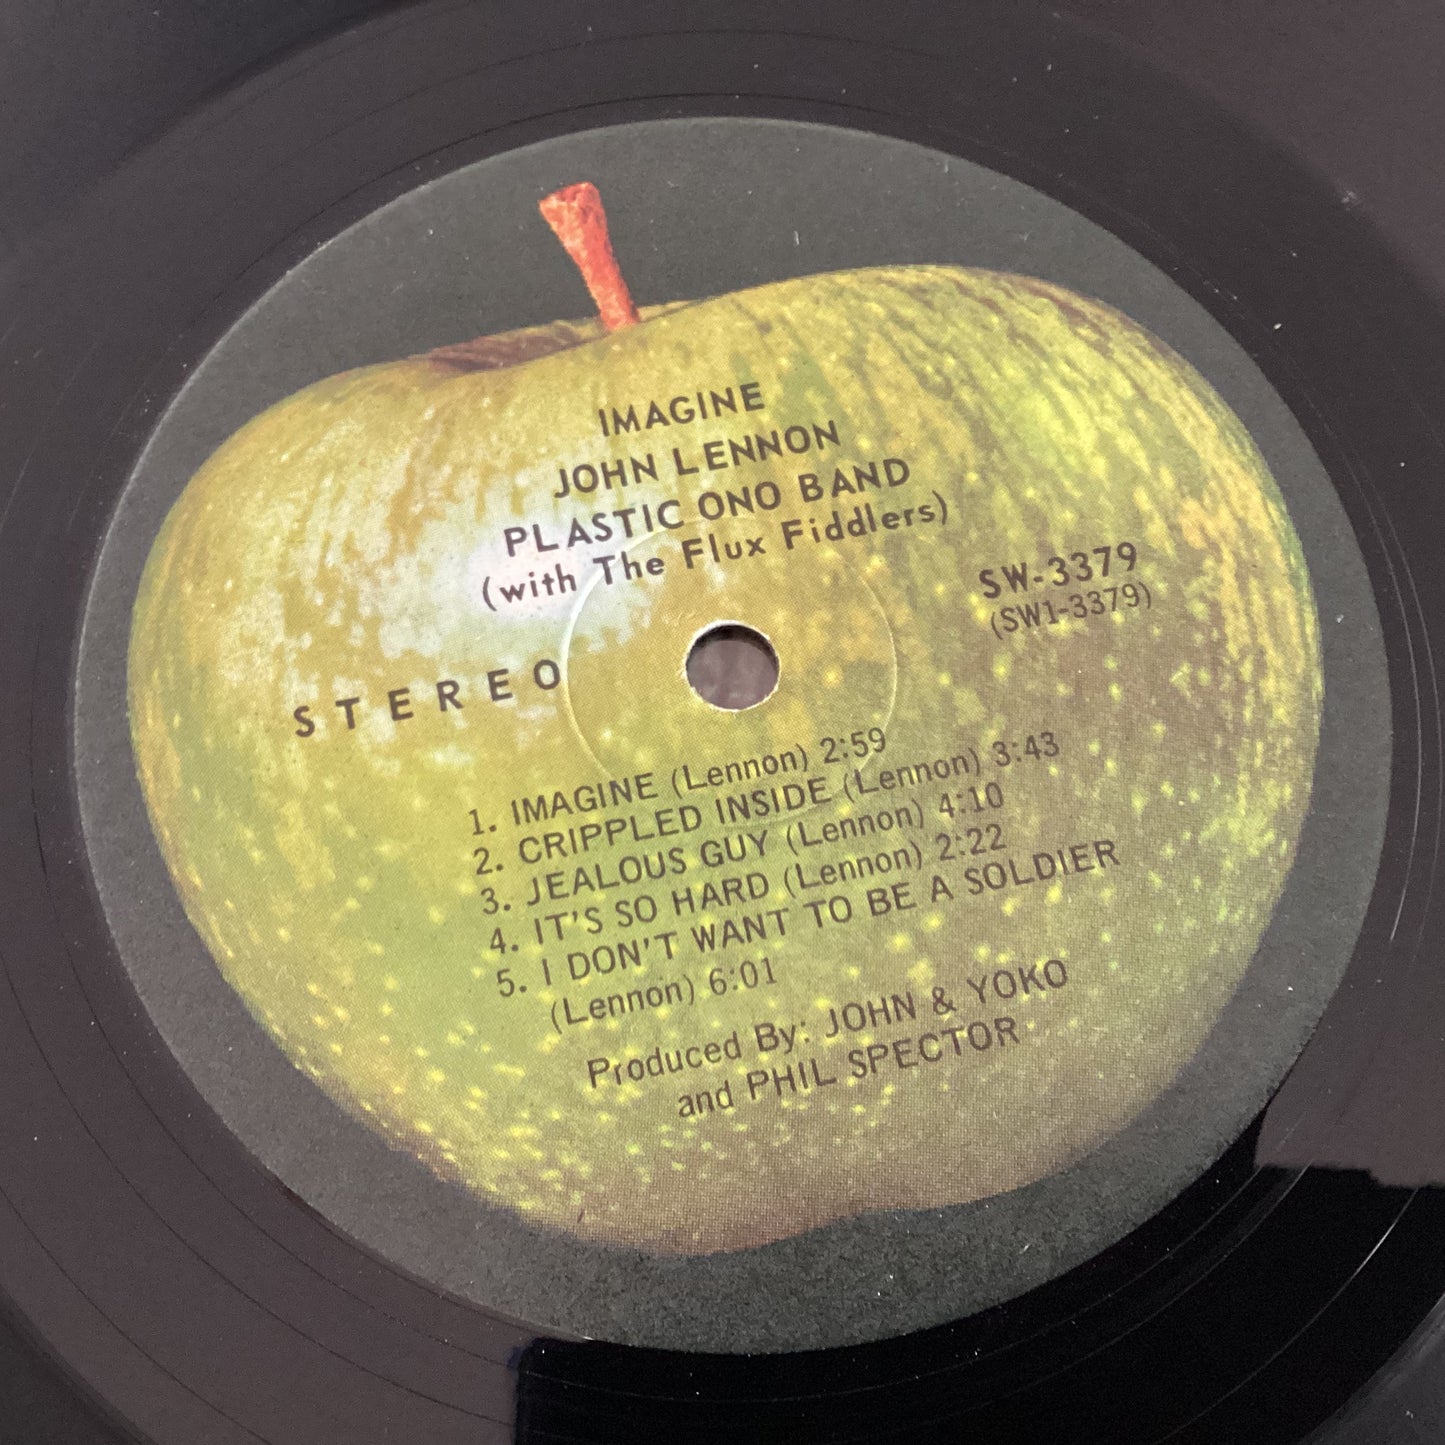 IMAGINE
JOHN LENNON
PLASTIC ONO BAND
(with The Flux Fiddlers)
SW-3379
(SW1-3379)
STEREO
1. IMAGINE (Lennon) 2:59
2. CRIPPLED INSIDE (Lennon) 3:43
3. JEALOUS GUY (Lennon) 4:10
4. IT'S SO HARD (Lennon) 2:22
5. I DON'T WANT TO BE A SOLDIER
(Lennon) 6:01
Produced By: JOHN & YOKO
and PHIL SPECTOR